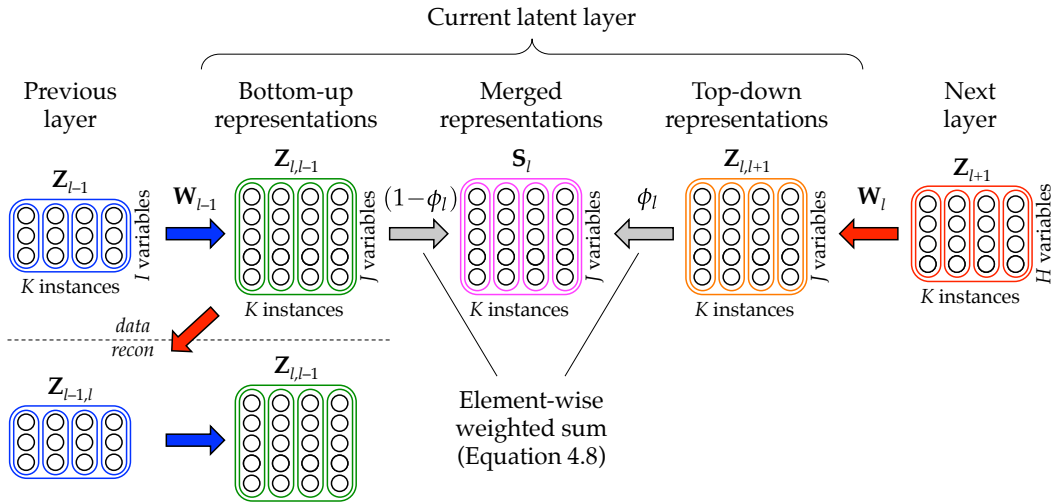 Current latent layer
Previous
layer
Bottom-up
representations
Merged
representations
Top-down
representations
Next
layer
Z_{l–1}
I variables
K instances
W_{l–1}
Z_{l,l–1}
J variables
K instances
(1−ϕ_l)
S_l
J variables
K instances
ϕ_l
Z_{l,l+1}
J variables
K instances
W_l
Z_{l+1}
H variables
K instances
data
recon
Z_{l–1,l}
Z_{l,l–1}
Element-wise
weighted sum
(Equation 4.8)